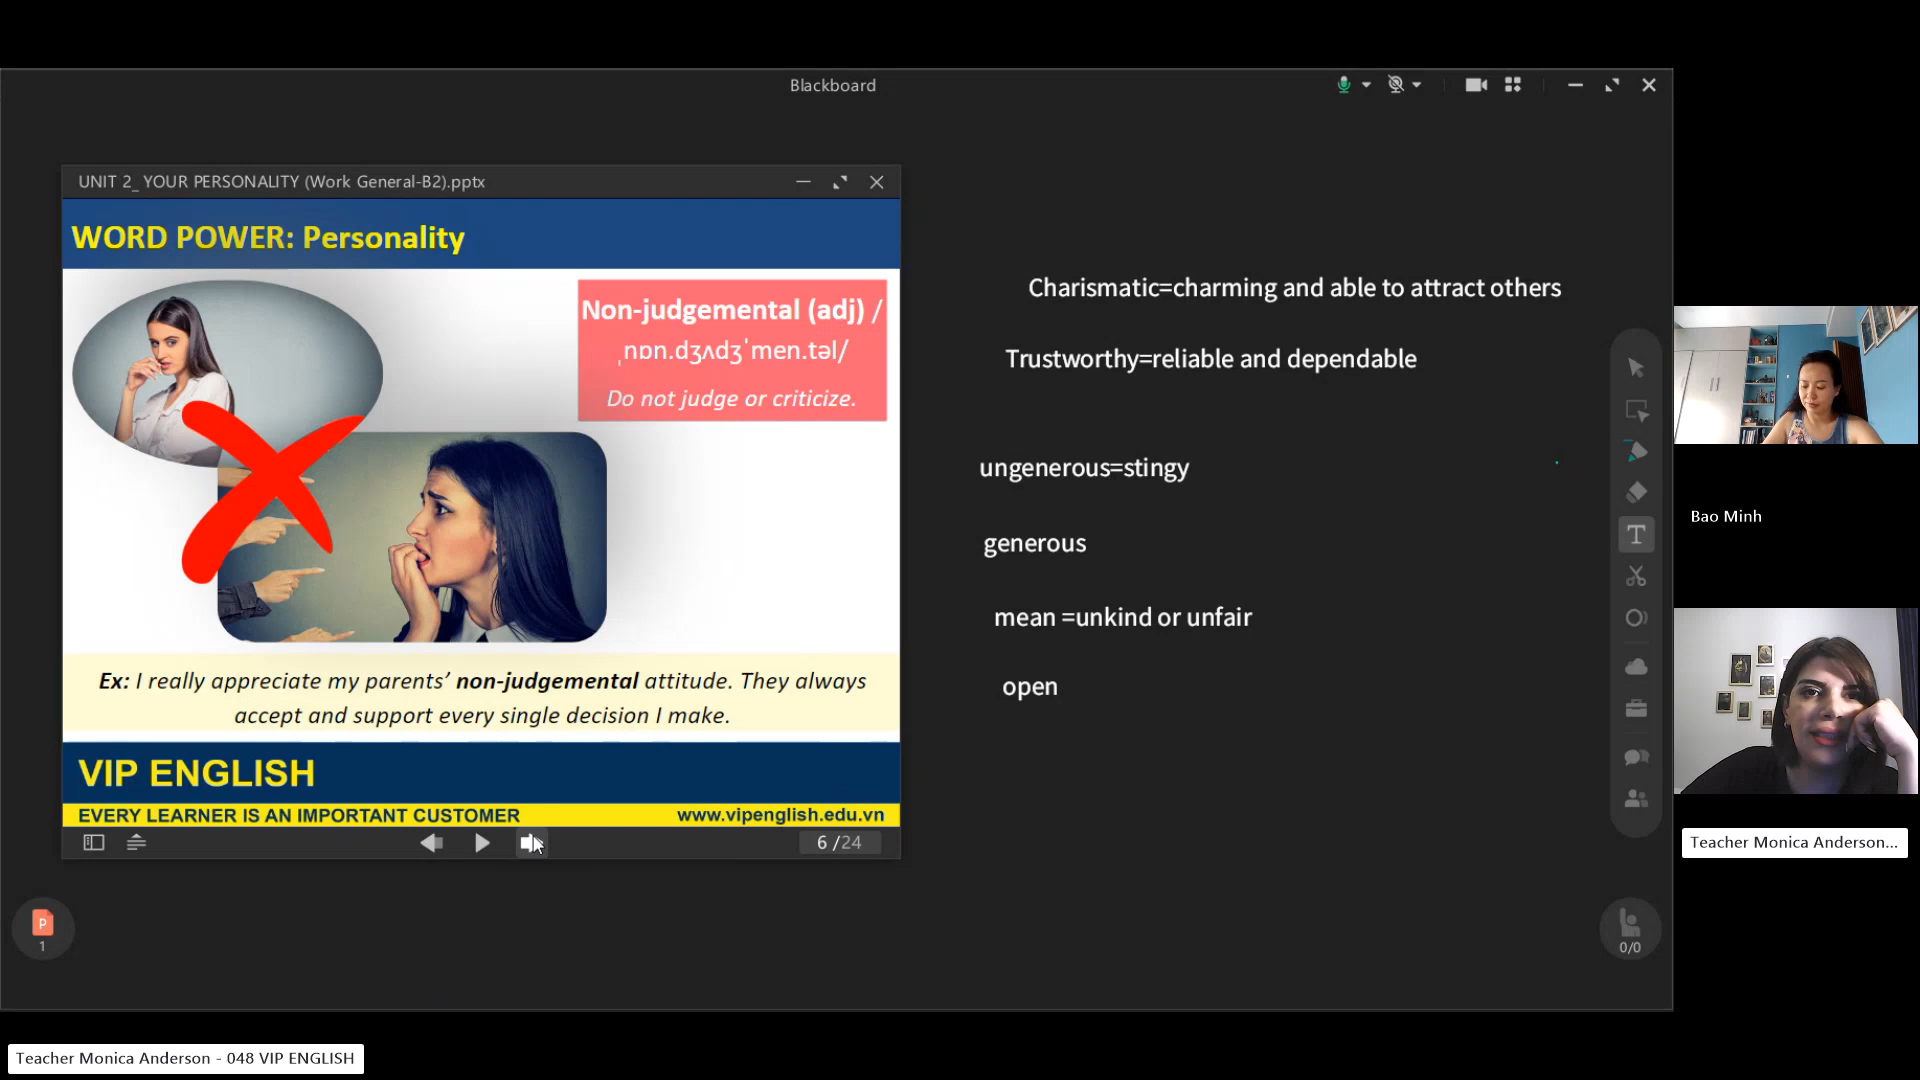 Blackboard
UNIT 2_ YOUR PERSONALITY (Work General-B2).pptx
WORD POWER: Personality
Non-judgemental (adj) /
ˌnɒn.dʒʌdʒˈmen.təl/
Do not judge or criticize.
Ex: I really appreciate my parents’ non-judgemental attitude. They always
accept and support every single decision I make.
VIP ENGLISH
EVERY LEARNER IS AN IMPORTANT CUSTOMER
www.vipenglish.edu.vn
6 /24
Charismatic=charming and able to attract others
Trustworthy=reliable and dependable
ungenerous=stingy
generous
mean =unkind or unfair
open
T
P
1
0/0
Bao Minh
Teacher Monica Anderson...
Teacher Monica Anderson - 048 VIP ENGLISH